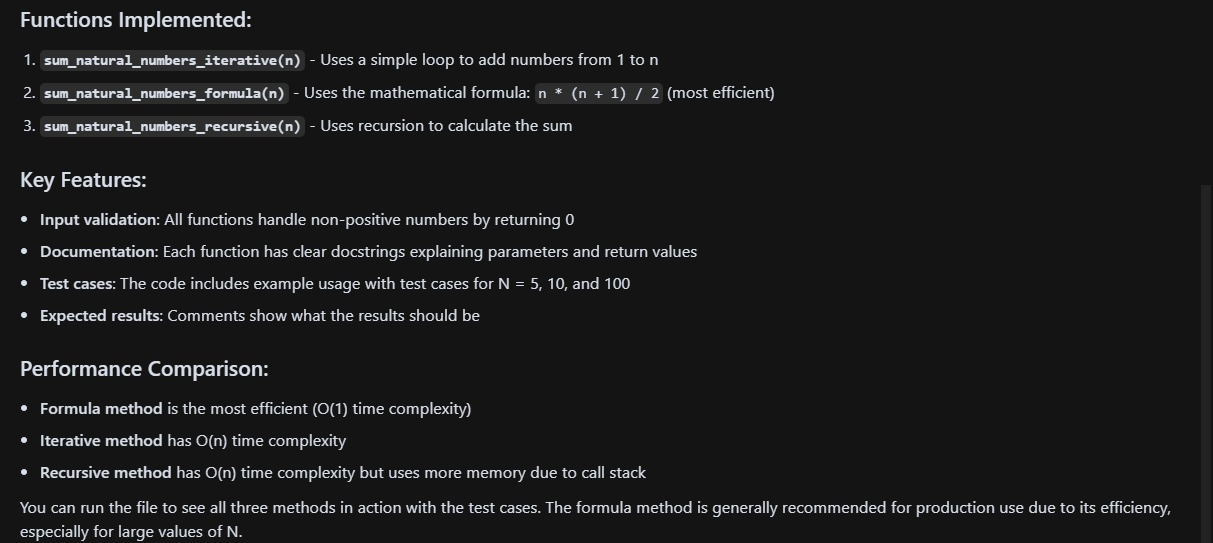 Functions Implemented:
1. sum_natural_numbers_iterative(n) - Uses a simple loop to add numbers from 1 to n
2. sum_natural_numbers_formula(n) - Uses the mathematical formula: n * (n + 1) / 2 (most efficient)
3. sum_natural_numbers_recursive(n) - Uses recursion to calculate the sum
Key Features:
• Input validation: All functions handle non-positive numbers by returning 0
• Documentation: Each function has clear docstrings explaining parameters and return values
• Test cases: The code includes example usage with test cases for N = 5, 10, and 100
• Expected results: Comments show what the results should be
Performance Comparison:
• Formula method is the most efficient (O(1) time complexity)
• Iterative method has O(n) time complexity
• Recursive method has O(n) time complexity but uses more memory due to call stack
You can run the file to see all three methods in action with the test cases. The formula method is generally recommended for production use due to its efficiency,
especially for large values of N.